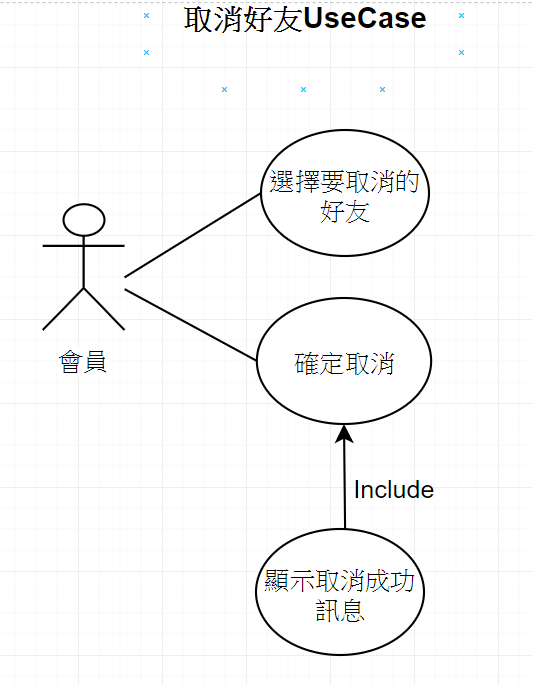 取消好友UseCase
選擇要取消的
好友
會員
確定取消
Include
顯示取消成功
訊息